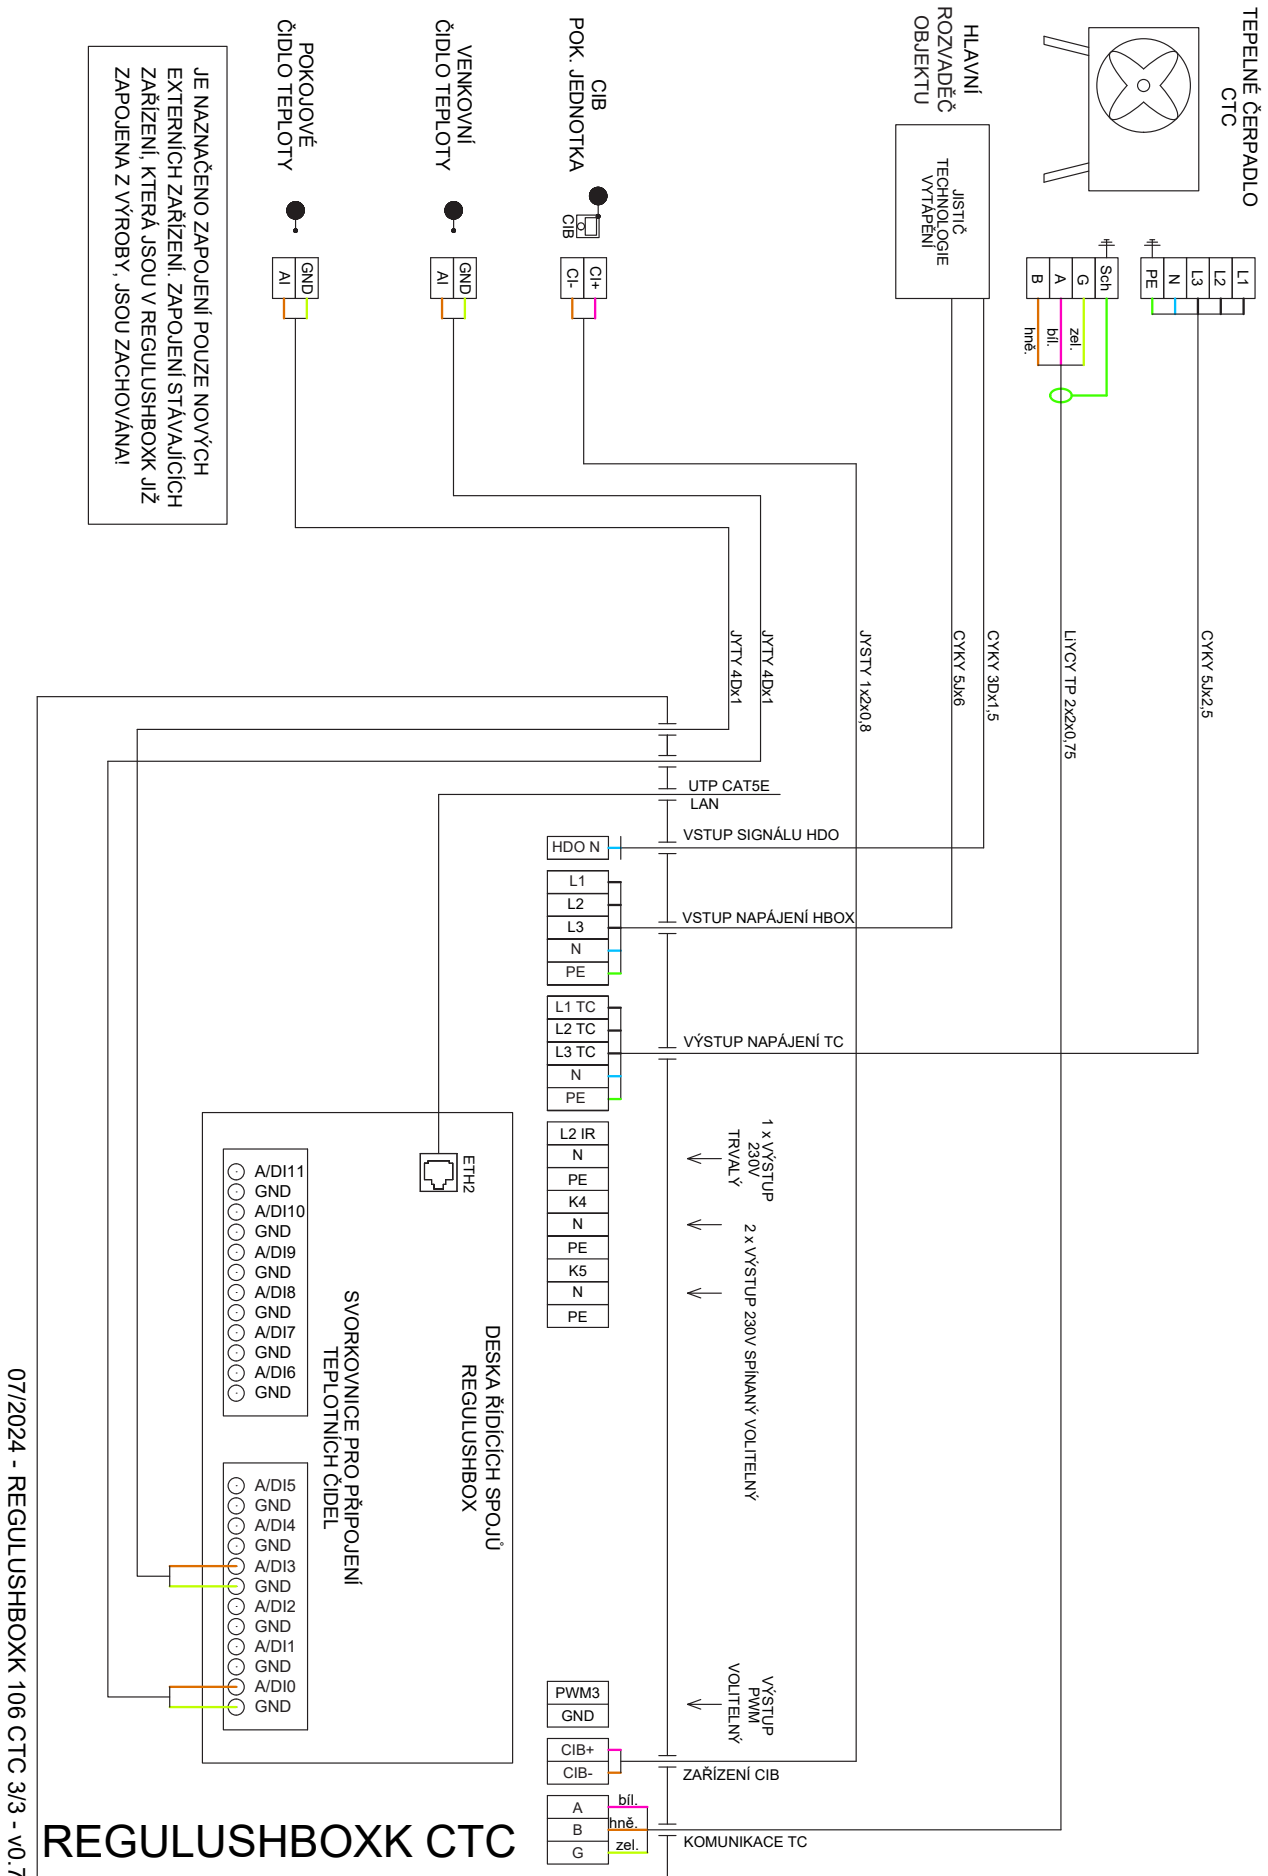 TEPELNÉ ČERPADLO
CTC
HLAVNÍ
ROZVADĚČ
OBJEKTU
CIB
POK. JEDNOTKA
VENKOVNÍ
ČIDLO TEPLOTY
POKOJOVÉ
ČIDLO TEPLOTY
JE NAZNAČENO ZAPOJENÍ POUZE NOVÝCH
EXTERNÍCH ZAŘÍZENÍ. ZAPOJENÍ STÁVAJÍCÍCH
ZAŘÍZENÍ, KTERÁ JSOU V REGULUSHBOXK JIŽ
ZAPOJENA Z VÝROBY, JSOU ZACHOVÁNA!
JISTIČ
TECHNOLOGIE
VYTÁPĚNÍ
CIB
L1
L2
L3
N
PE
Sch
G
A
B
zel.
bíl.
hně.
CI+
CI-
GND
AI
GND
AI
CYKY 5Jx2,5
LiYCY TP 2x2x0,75
CYKY 3Dx1,5
CYKY 5Jx6
JYSTY 1x2x0,8
JYTY 4Dx1
JYTY 4Dx1
UTP CAT5E
LAN
VSTUP SIGNÁLU HDO
HDO N
L1
L2
L3
N
PE
VSTUP NAPÁJENÍ HBOX
L1 TC
L2 TC
L3 TC
N
PE
VÝSTUP NAPÁJENÍ TC
L2 IR
N
PE
K4
N
PE
K5
N
PE
1 x VÝSTUP
230V
TRVALÝ
2 x VÝSTUP 230V SPÍNANÝ VOLITELNÝ
ETH2
DESKA ŘÍDÍCÍCH SPOJŮ
REGULUSHBOX
SVORKOVNICE PRO PŘIPOJENÍ
TEPLOTNÍCH ČIDEL
A/DI11
GND
A/DI10
GND
A/DI9
GND
A/DI8
GND
A/DI7
GND
A/DI6
GND
A/DI5
GND
A/DI4
GND
A/DI3
GND
A/DI2
GND
A/DI1
GND
A/DI0
GND
VÝSTUP
PWM
VOLITELNÝ
PWM3
GND
CIB+
CIB-
ZAŘÍZENÍ CIB
A
B
G
bíl.
hně.
zel.
KOMUNIKACE TC
REGULUSHBOXK CTC
07/2024 - REGULUSHBOXK 106 CTC 3/3 - v0.7